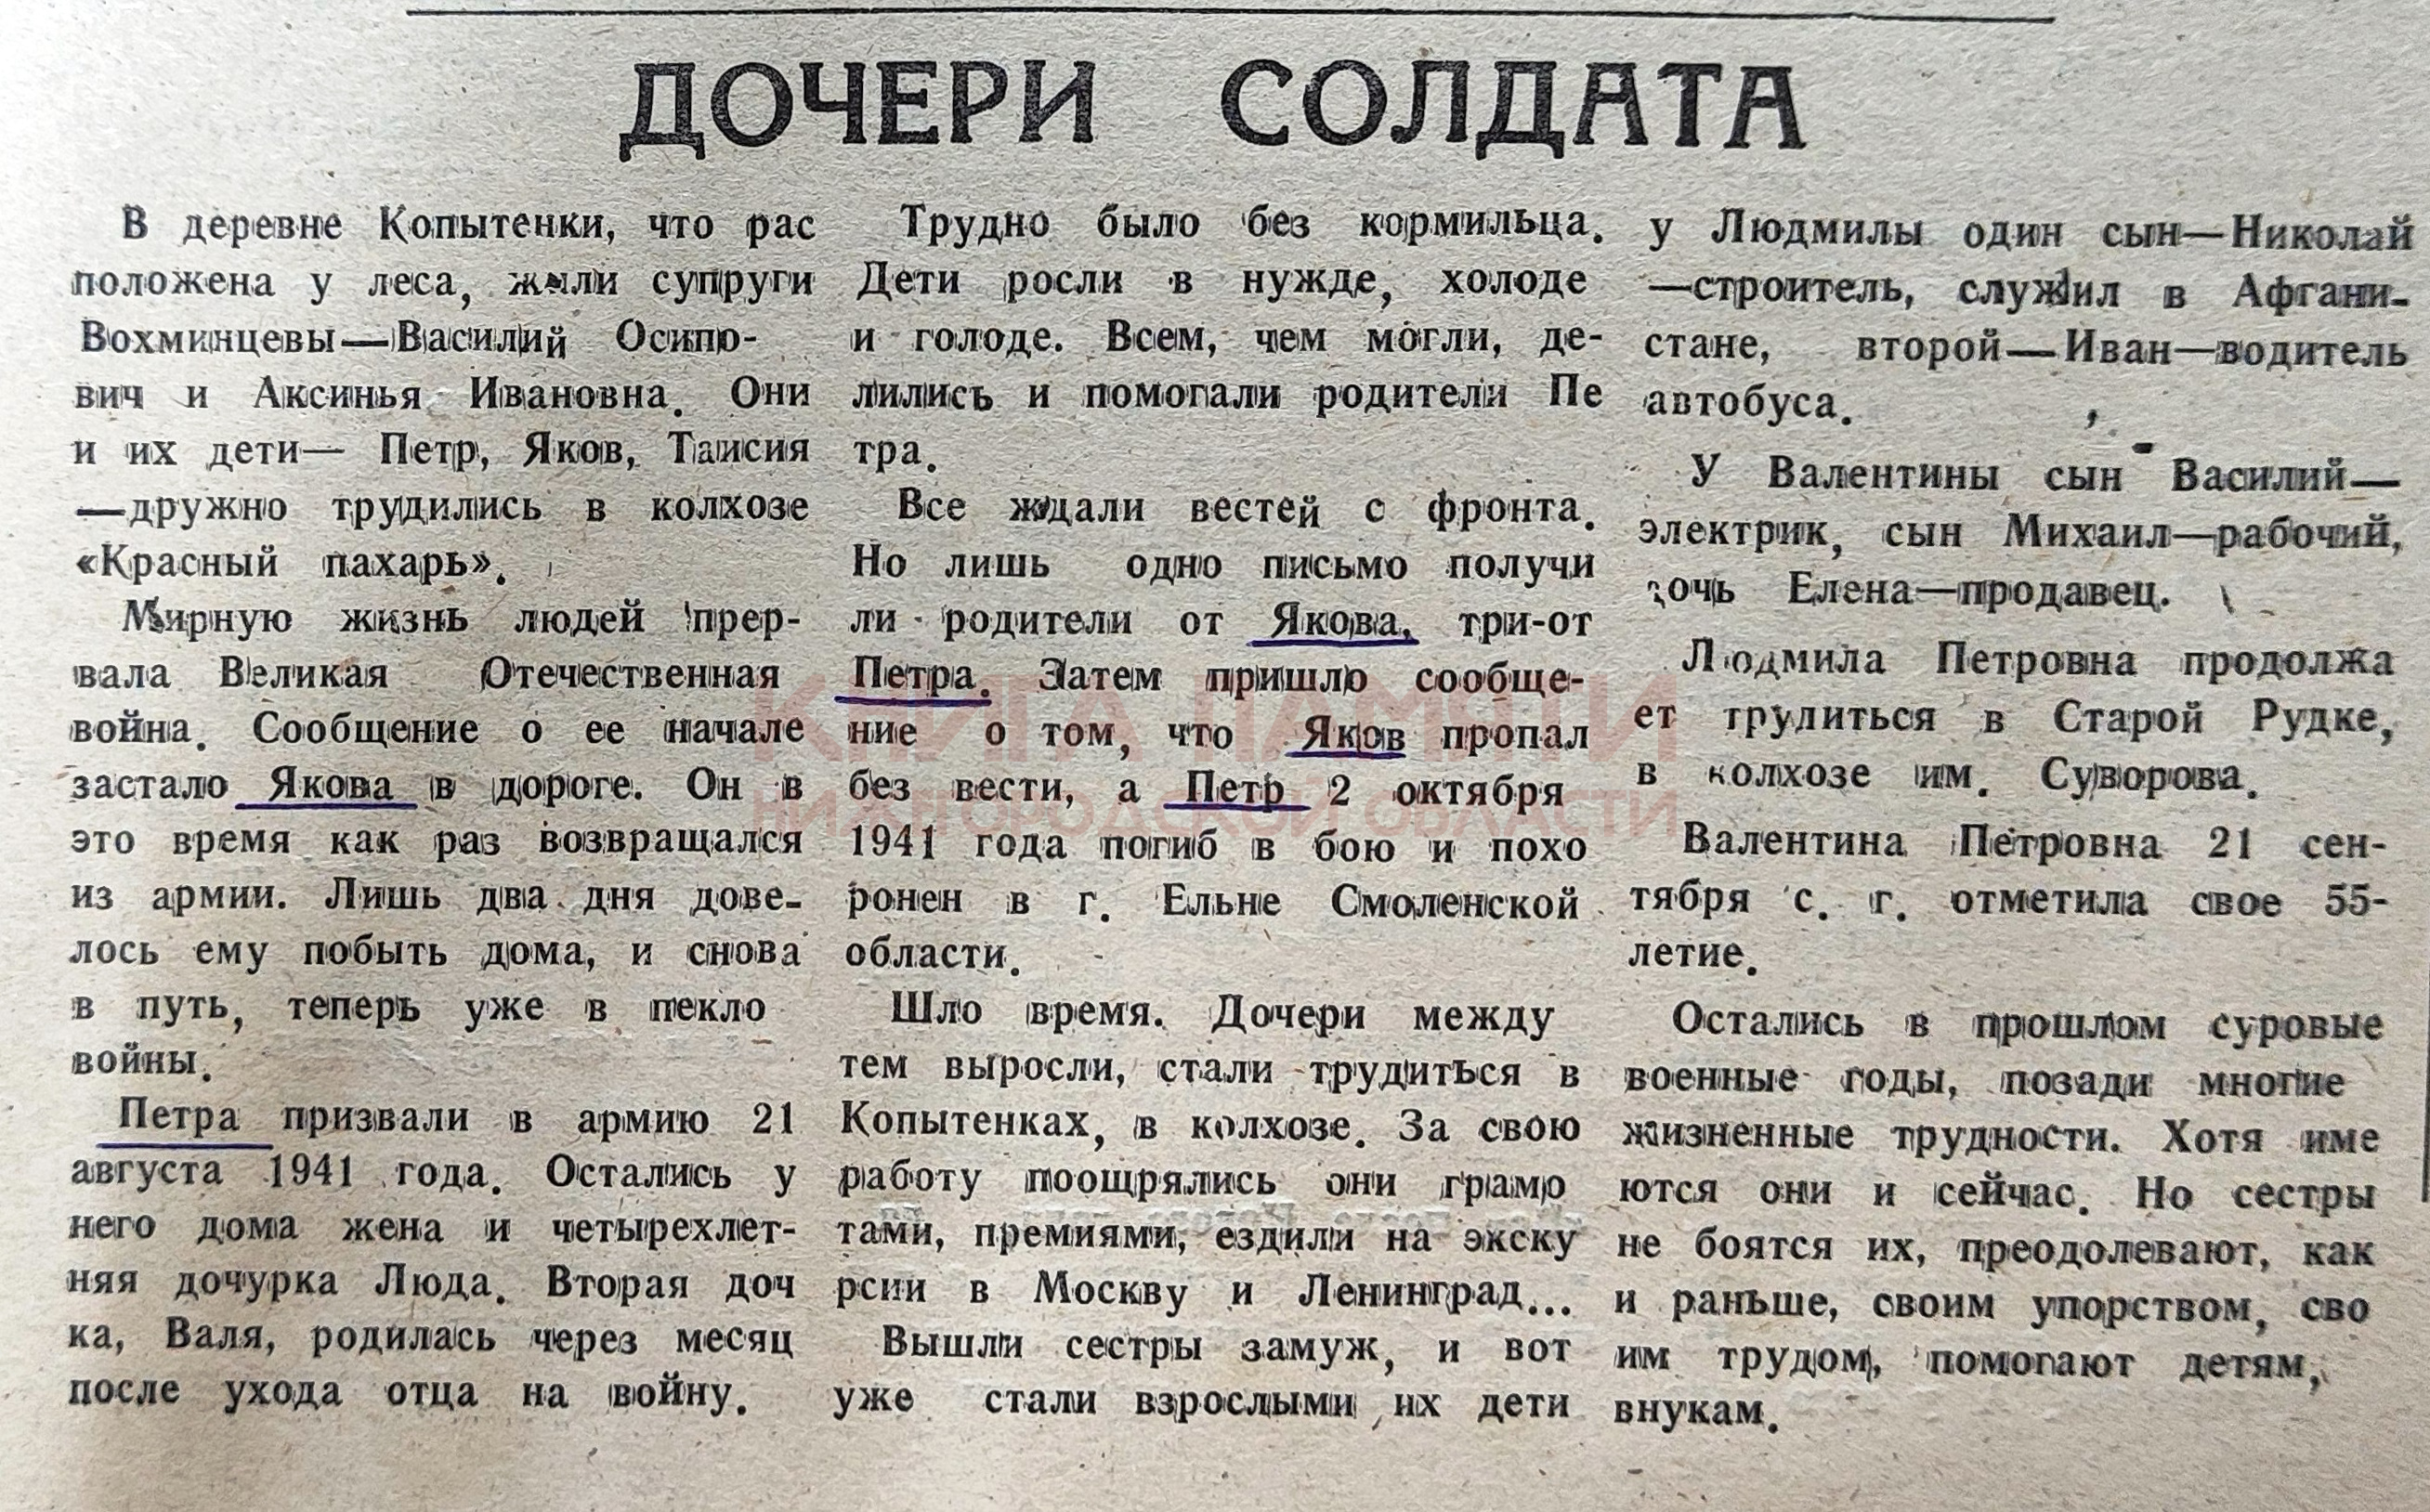 ДОЧЕРИ СОЛДАТА
В деревне Копытенки, что рас
положена у леса, жили супруги
Вохминцевы—Василий Осипо-
вич и Аксинья Ивановна. Они
и их дети— Петр, Яков, Таисия
—дружно трудились в колхозе
«Красный пахарь».
Мирную жизнь людей прер-
вала Великая Отечественная
война. Сообщение о ее начале
застало Якова в дороге. Он в
это время как раз возвращался
из армии. Лишь два дня дове-
лось ему побыть дома, и снова
в путь, теперь уже в пекло
войны.
Петра призвали в армию 21
августа 1941 года. Остались у
него дома жена и четырехлет-
няя дочурка Люда. Вторая доч
ка, Валя, родилась через месяц
после ухода отца на войну.
Трудно было без кормильца.
Дети росли в нужде, холоде
и голоде. Всем, чем могли, де-
лились и помогали родители Пе
тра.
Все ждали вестей с фронта.
Но лишь одно письмо получи
ли родители от Якова, три-от
Петра. Затем пришло сообще-
ние о том, что Яков пропал
без вести, а Петр 2 октября
1941 года погиб в бою и похо
ронен в г. Ельне Смоленской
области.
Шло время. Дочери между
тем выросли, стали трудиться в
Копытенках, в колхозе. За свою
работу поощрялись они грамо
тами, премиями, ездили на экску
рсии в Москву и Ленинград...
Вышли сестры замуж, и вот
уже стали взрослыми их дети
у Людмилы один сын—Николай
—строитель, служил в Афгани-
стане, второй—Иван—водитель
автобуса.
У Валентины сын Василий—
электрик, сын Михаил—рабочий,
дочь Елена—продавец.
Людмила Петровна продолжа
ет трудиться в Старой Рудке,
в колхозе им. Суворова.
Валентина Петровна 21 сен-
тября с. г. отметила свое 55-
летие.
Остались в прошлом суровые
военные годы, позади многие
жизненные трудности. Хотя име
ются они и сейчас. Но сестры
не боятся их, преодолевают, как
и раньше, своим упорством, сво
им трудом, помогают детям,
внукам.
КНИГА ПАМЯТИ
НИЖГОРОДСКОЙ ОБЛАСТИ